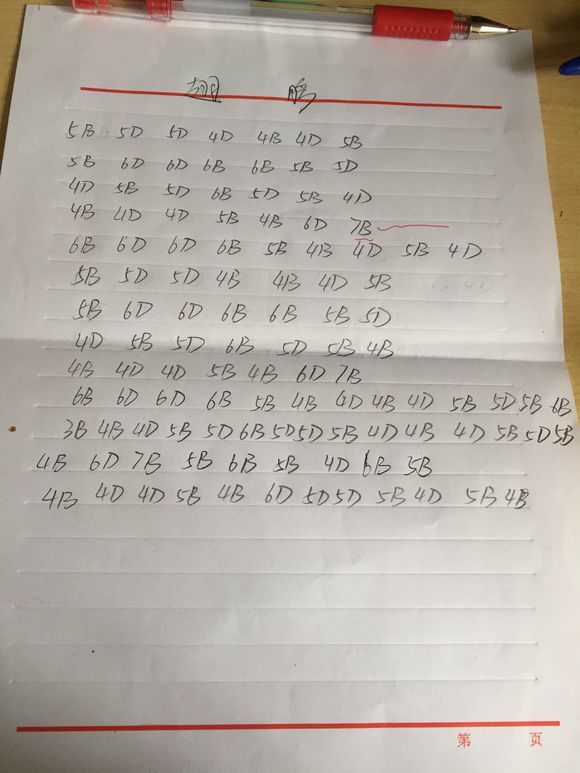 翅膀
5B 5D 5D 4D 4B 4D 5B
5B 6D 6D 6B 6B 5B 5D
4D 5B 5D 6B 5D 5B 4D
4B 4D 4D 5B 4B 6D 7B
6B 6D 6D 6B 5B 4B 4D 5B 4D
5B 5D 5D 4B 4B 4D 5B
5B 6D 6D 6B 6B 5B 5D
4D 5B 5D 6B 5D 5B 4B
4B 4D 4D 5B 4B 6D 7B
6B 6D 6D 6B 5B 4B 4D 4B 4D 5B 5D 5B 6B
3B 4B 4D 5B 5D 6B 5D 5D 5B 4D 4B 4D 5B 5D 5B
4B 6D 7B 5B 6B 5B 4D 6B 5B
4B 4D 4D 5B 4B 6D 5D 5D 5B 4D 5B 4B
第 页